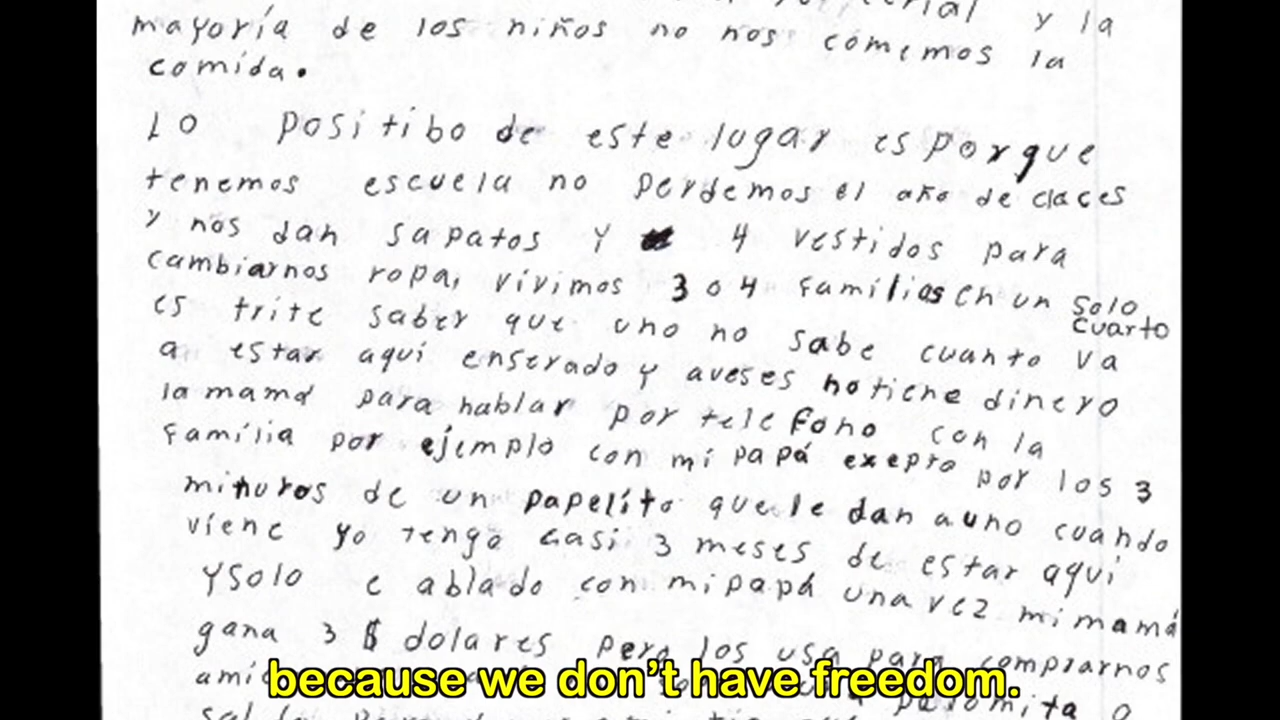 y la
mayoría de los niños no nos comemos la
comida.
Lo positibo de este lugar es porque
tenemos escuela no perdemos el año de claces
y nos dan sapatos y 4 vestidos para
cambiarnos ropa, vivimos 3 o 4 familias en un solo
cuarto
es trite saber que uno no sabe cuanto va
a estar aquí enserado y aveses no tiene dinero
la mamá para hablar por telefono con la
familia por ejemplo con mi papá exepto por los 3
minutos de un papelito que le dan a uno cuando
viene yo tengo casi 3 meses de estar aquí
y solo e ablado con mi papá una vez mi mamá
gana 3 $ dolares pero los usa para comprarnos
because we don't have freedom.